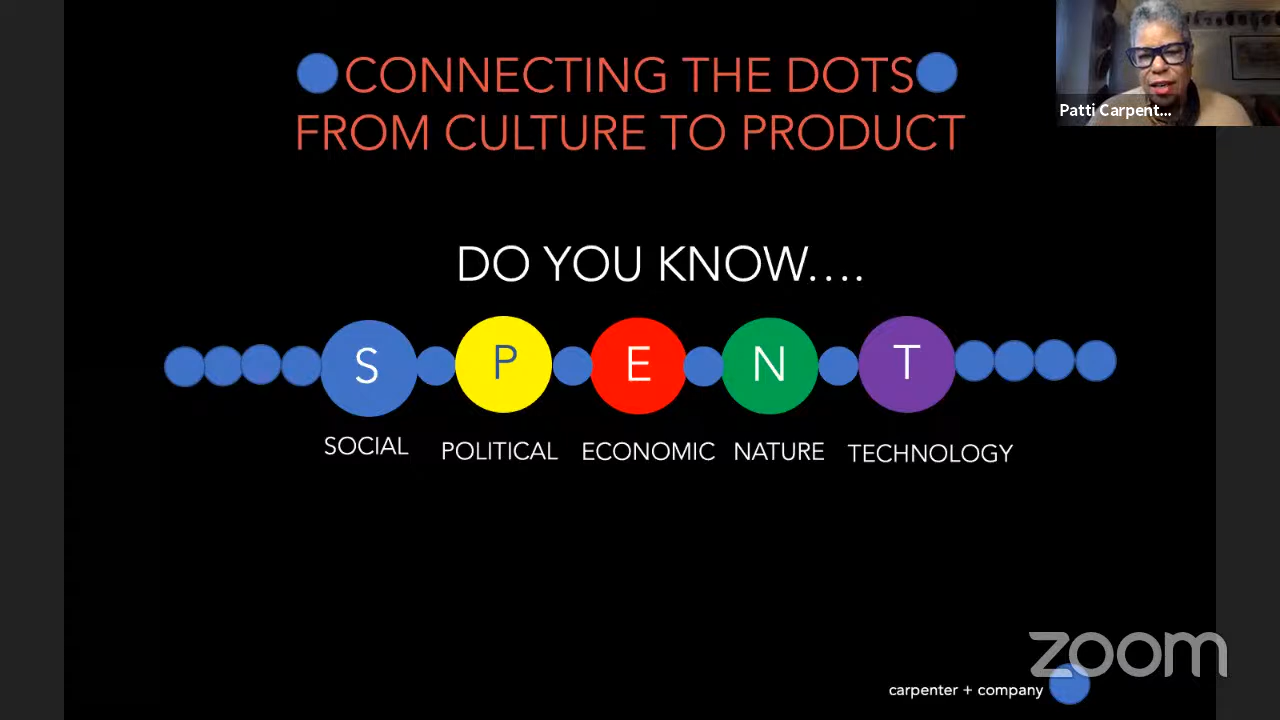 CONNECTING THE DOTS
FROM CULTURE TO PRODUCT
Patti Carpent...
DO YOU KNOW....
S P E N T
SOCIAL POLITICAL ECONOMIC NATURE TECHNOLOGY
zoom
carpenter + company